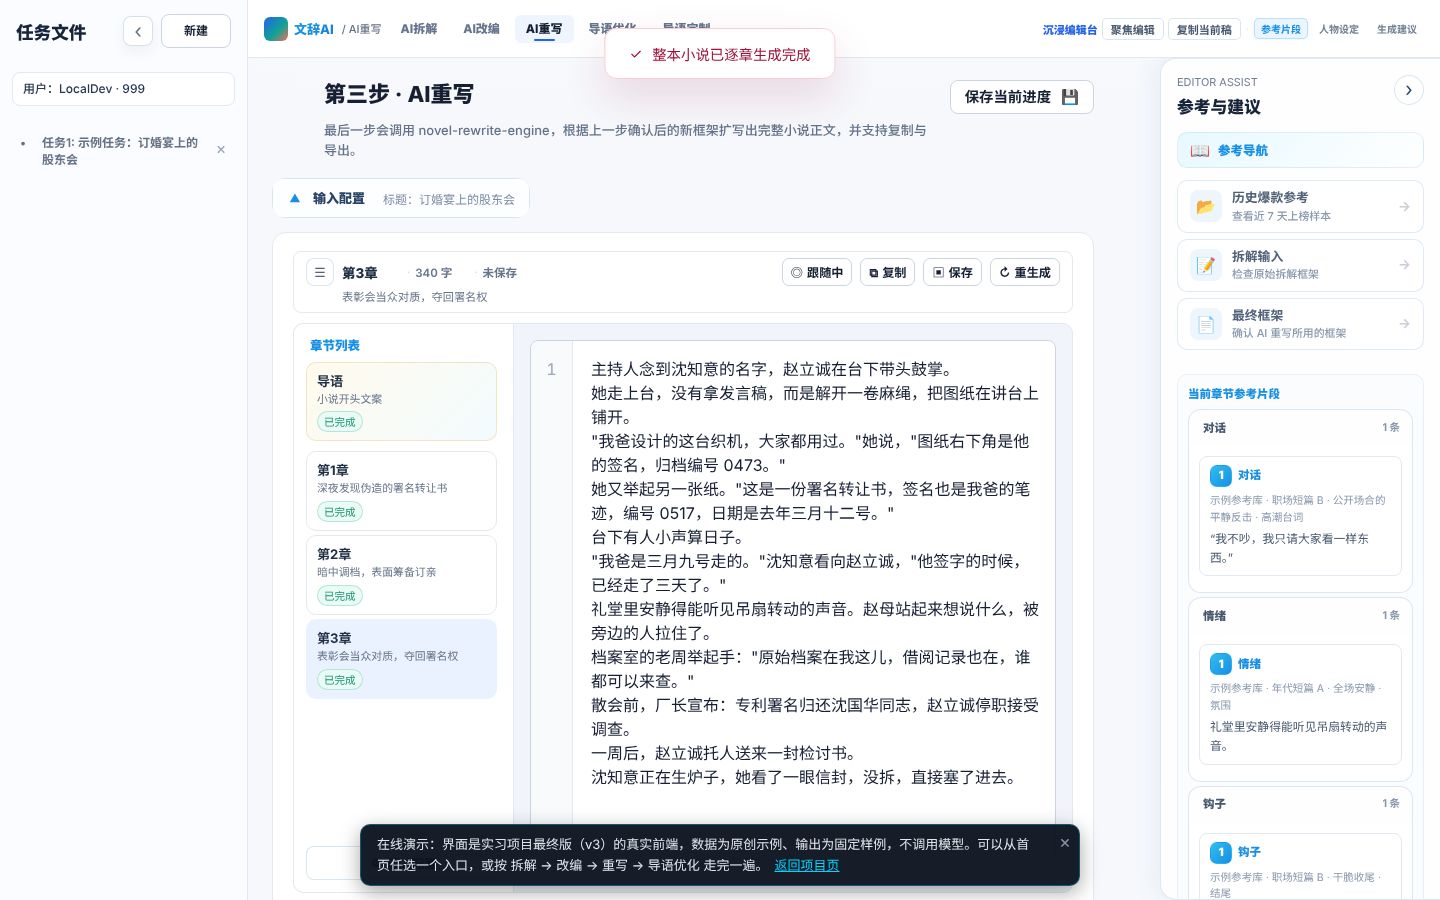 任务文件
新建
用户：LocalDev · 999
任务1: 示例任务：订婚宴上的
股东会
文辞AI / AI重写
AI拆解
AI改编
AI重写
导语优化
导语定制
沉浸编辑台
聚焦编辑
复制当前稿
参考片段
人物设定
生成建议
整本小说已逐章生成完成
第三步 · AI重写
最后一步会调用 novel-rewrite-engine，根据上一步确认后的新框架扩写出完整小说正文，并支持复制与
导出。
保存当前进度
输入配置
标题：订婚宴上的股东会
第3章 · 340 字 · 未保存
表彰会当众对质，夺回署名权
跟随中
复制
保存
重生成
章节列表
导语
小说开头文案
已完成
第1章
深夜发现伪造的署名转让书
已完成
第2章
暗中调档，表面筹备订亲
已完成
第3章
表彰会当众对质，夺回署名权
已完成
1
主持人念到沈知意的名字，赵立诚在台下带头鼓掌。
她走上台，没有拿发言稿，而是解开一卷麻绳，把图纸在讲台上
铺开。
"我爸设计的这台织机，大家都用过。"她说，"图纸右下角是他
的签名，归档编号 0473。"
她又举起另一张纸。"这是一份署名转让书，签名也是我爸的笔
迹，编号 0517，日期是去年三月十二号。"
台下有人小声算日子。
"我爸是三月九号走的。"沈知意看向赵立诚，"他签字的时候，
已经走了三天了。"
礼堂里安静得能听见吊扇转动的声音。赵母站起来想说什么，被
旁边的人拉住了。
档案室的老周举起手："原始档案在我这儿，借阅记录也在，谁
都可以来查。"
散会前，厂长宣布：专利署名归还沈国华同志，赵立诚停职接受
调查。
一周后，赵立诚托人送来一封检讨书。
沈知意正在生炉子，她看了一眼信封，没拆，直接塞了进去。
EDITOR ASSIST
参考与建议
参考导航
历史爆款参考
查看近 7 天上榜样本
拆解输入
检查原始拆解框架
最终框架
确认 AI 重写所用的框架
当前章节参考片段
对话
1 条
1 对话
示例参考库 · 职场短篇 B · 公开场合的
平静反击 · 高潮台词
“我不吵，我只请大家看一样东
西。”
情绪
1 条
1 情绪
示例参考库 · 年代短篇 A · 全场安静 ·
氛围
礼堂里安静得能听见吊扇转动的声
音。
钩子
1 条
1 钩子
示例参考库 · 职场短篇 B · 干脆收尾 ·
结尾
在线演示：界面是实习项目最终版（v3）的真实前端，数据为原创示例、输出为固定样例，不调用模型。可以从首
页任选一个入口，或按 拆解 → 改编 → 重写 → 导语优化 走完一遍。 返回项目页